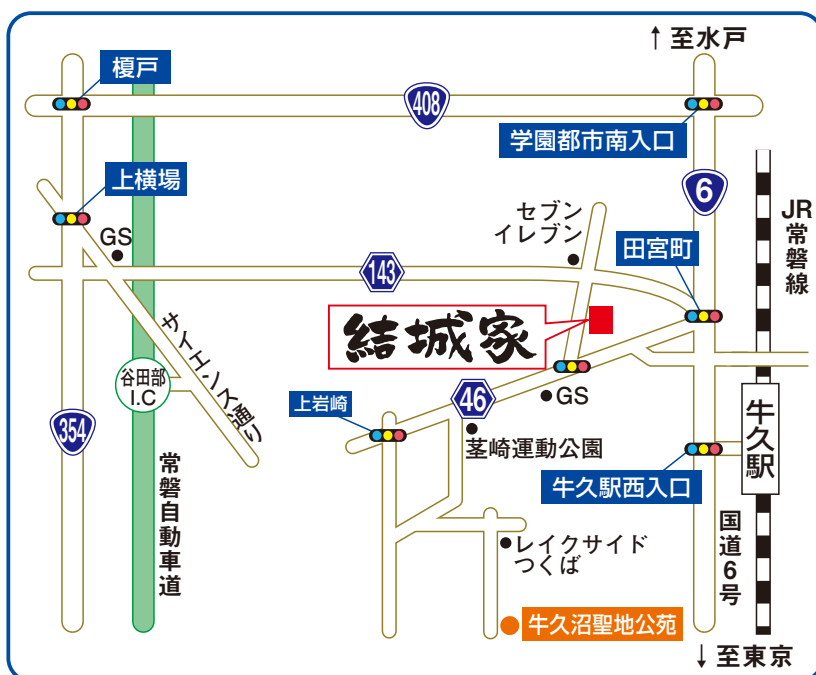 ↑至水戸
榎戸
408
学園都市南入口
上横場
6
セブン
イレブン
JR常磐線
GS
田宮町
143
結城家
サイエンス通り
谷田部
I.C
上岩崎
46
GS
牛久駅
354
茎崎運動公園
常磐自動車道
牛久駅西入口
国道6号
レイクサイド
つくば
牛久沼聖地公苑
↓至東京